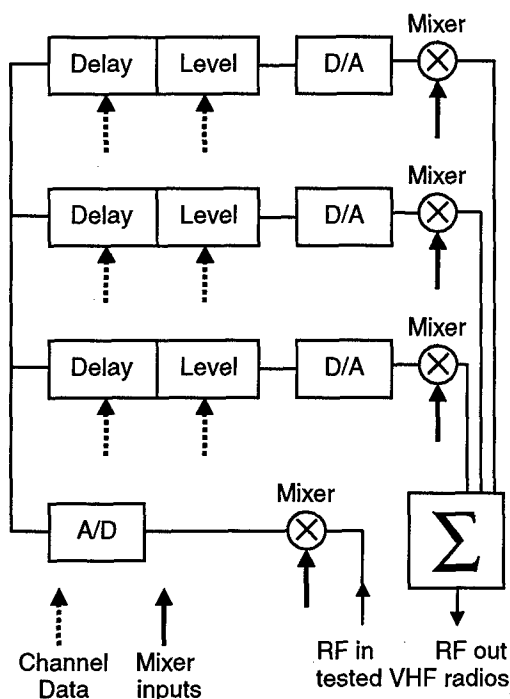 Mixer
Delay Level D/A
Mixer
Delay Level D/A
Mixer
Delay Level D/A
Mixer
A/D
Σ
Channel Data
Mixer inputs
RF in RF out
tested VHF radios